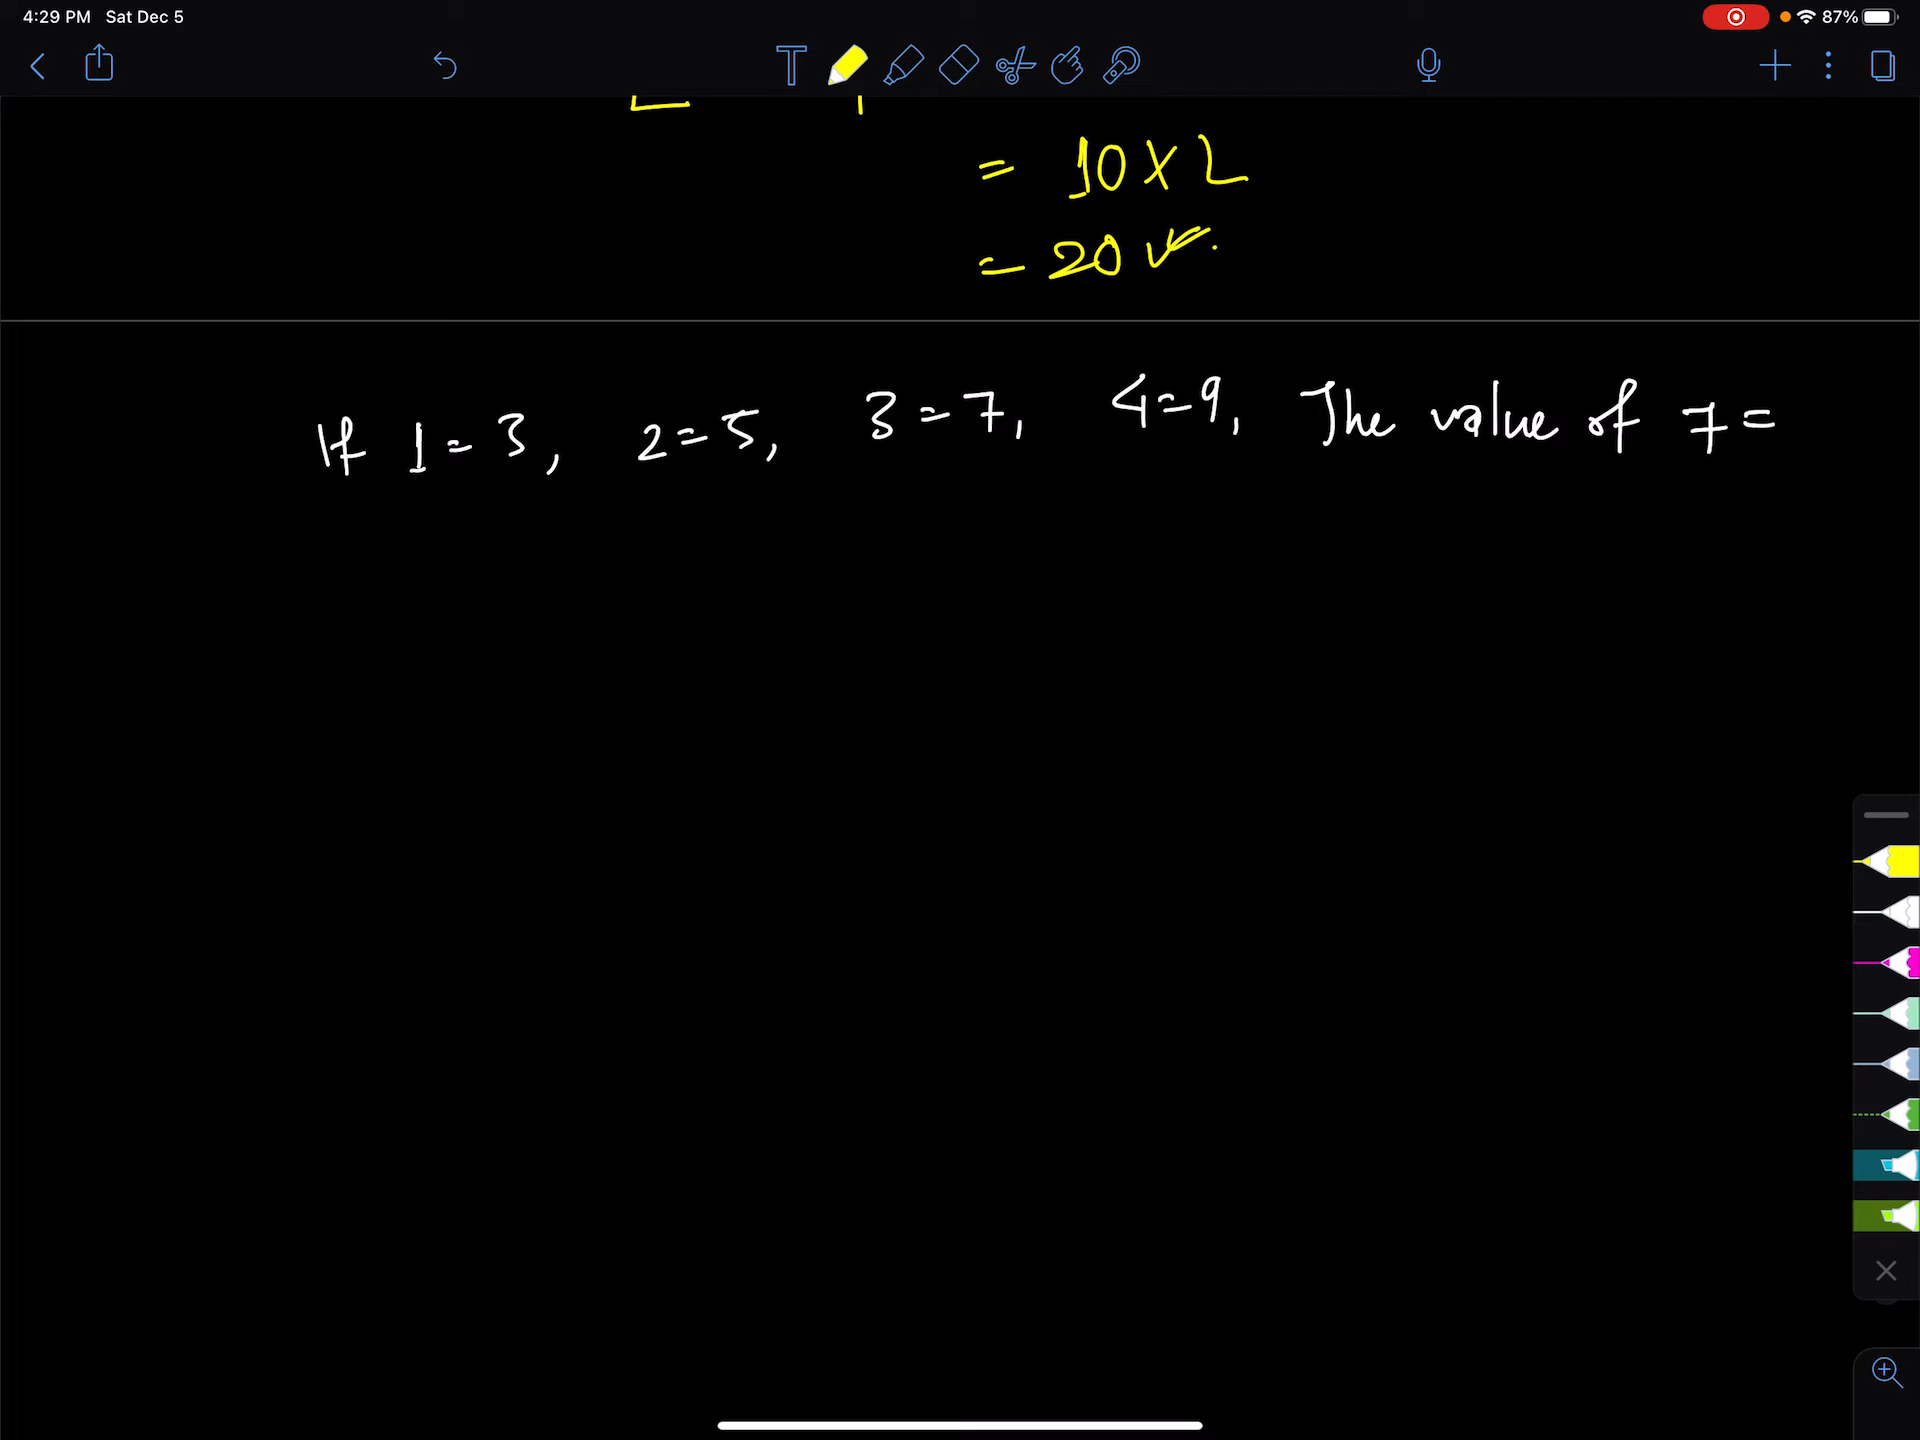 4:29 PM Sat Dec 5
87%
T
= 10 X 2
= 20
If 1 = 3, 2 = 5, 3 = 7, 4 = 9, The value of 7 =